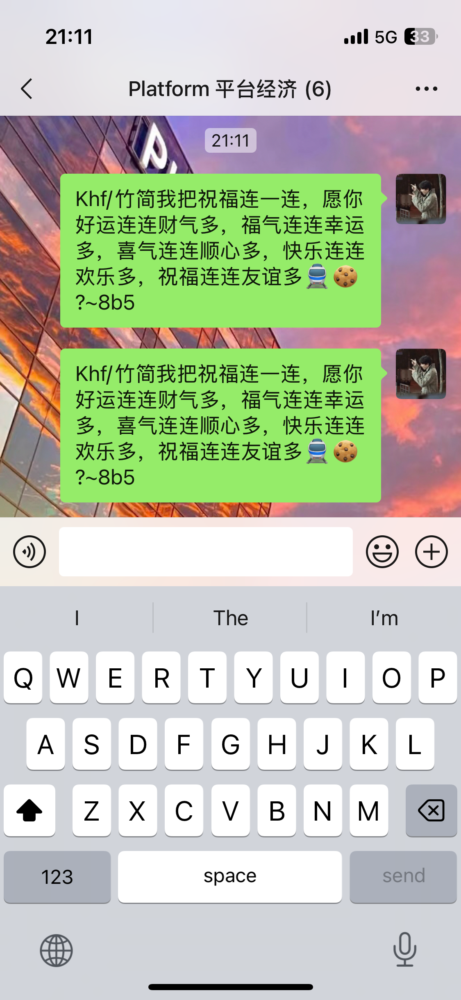 21:11
5G 33
Platform 平台经济 (6)
21:11
Khf/竹简我把祝福连一连，愿你
好运连连财气多，福气连连幸运
多，喜气连连顺心多，快乐连连
欢乐多，祝福连连友谊多🚆🍪
?~8b5
Khf/竹简我把祝福连一连，愿你
好运连连财气多，福气连连幸运
多，喜气连连顺心多，快乐连连
欢乐多，祝福连连友谊多🚆🍪
?~8b5
I The I’m
Q W E R T Y U I O P
A S D F G H J K L
Z X C V B N M
123 space send